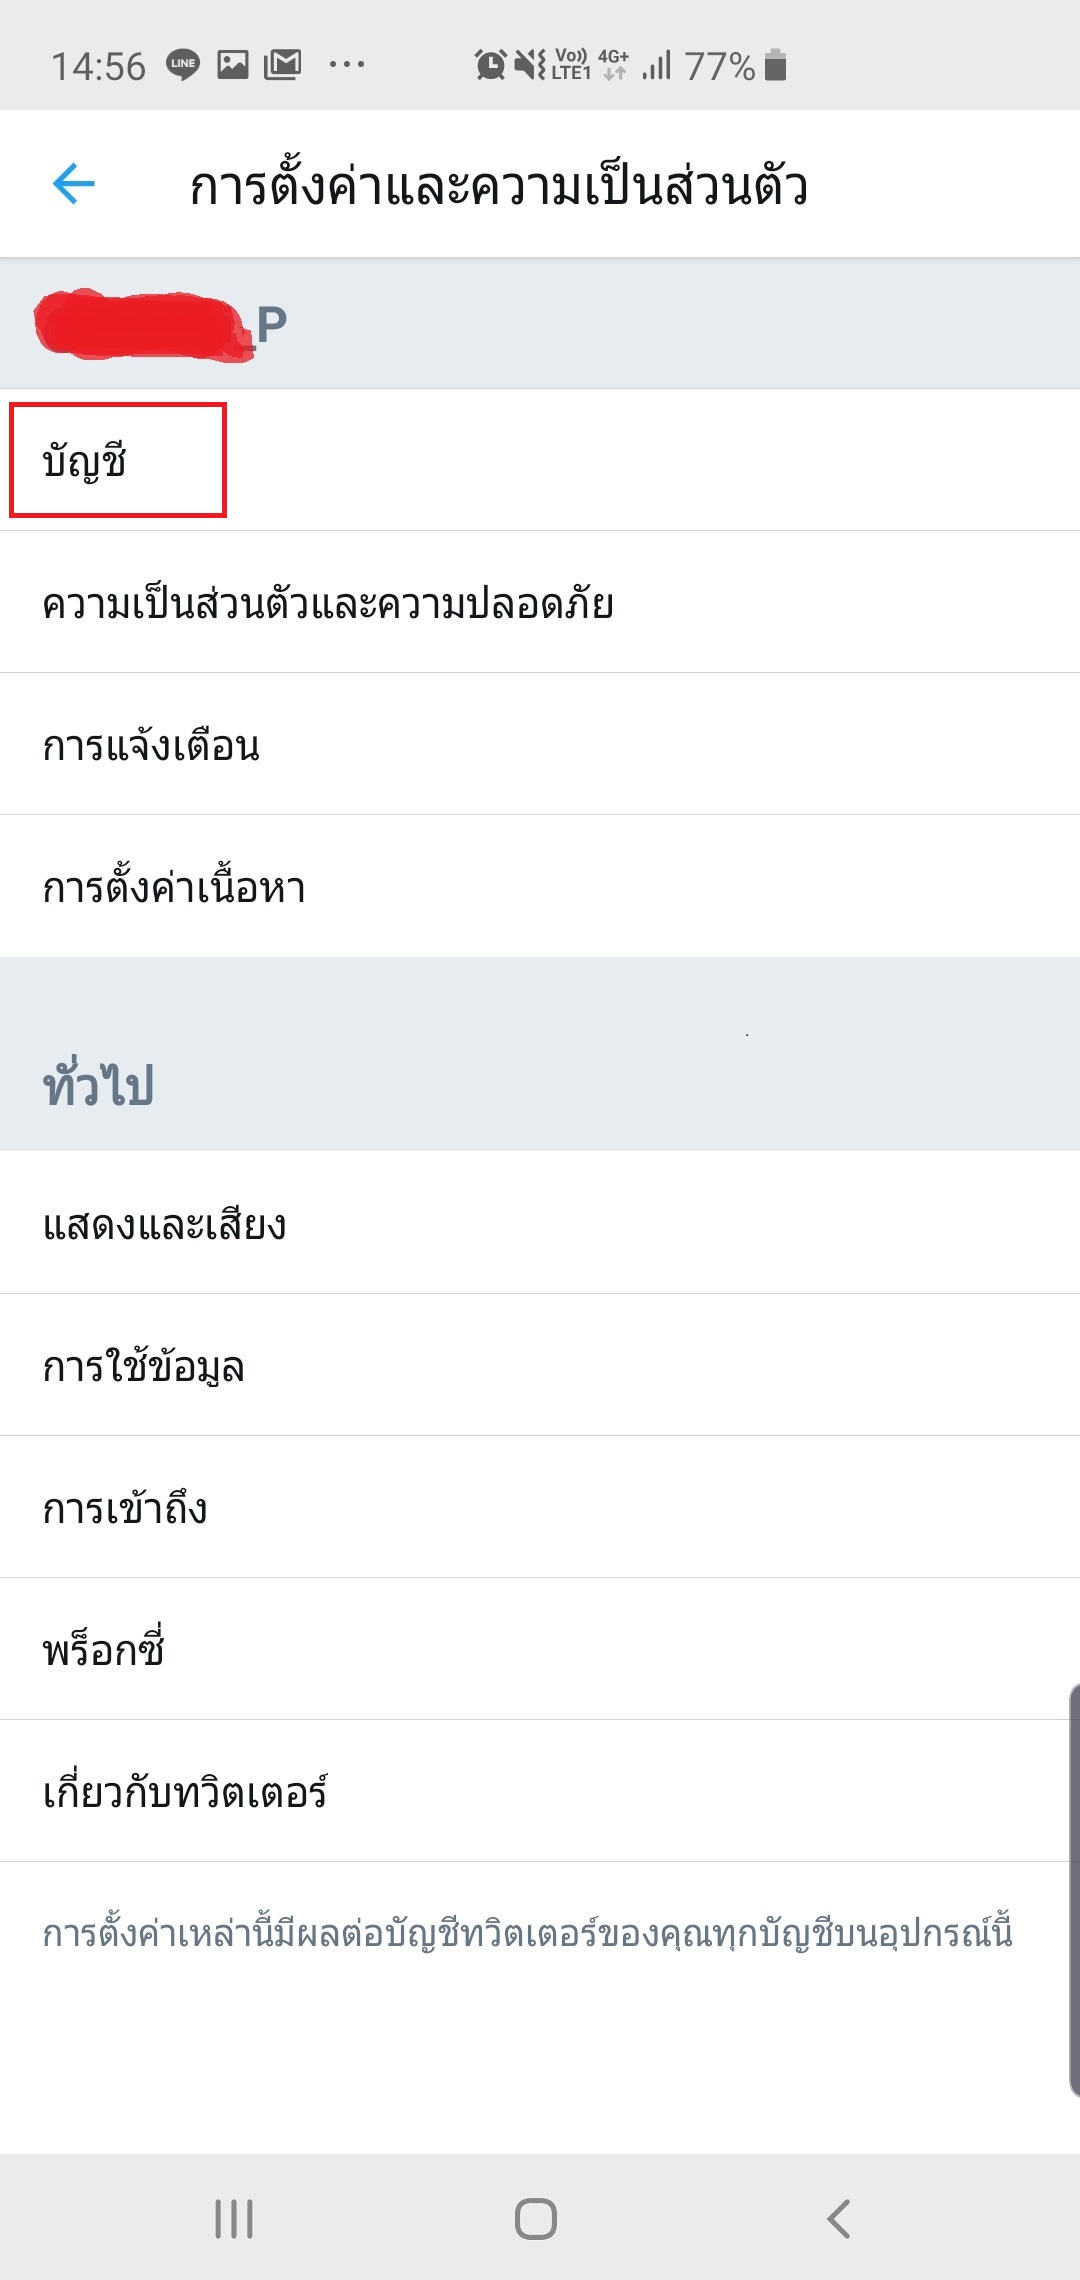 14:56 LINE Vo)) LTE1 4G+ 77%
การตั้งค่าและความเป็นส่วนตัว
_P
บัญชี
ความเป็นส่วนตัวและความปลอดภัย
การแจ้งเตือน
การตั้งค่าเนื้อหา
ทั่วไป
แสดงและเสียง
การใช้ข้อมูล
การเข้าถึง
พร็อกซี่
เกี่ยวกับทวิตเตอร์
การตั้งค่าเหล่านี้มีผลต่อบัญชีทวิตเตอร์ของคุณทุกบัญชีบนอุปกรณ์นี้